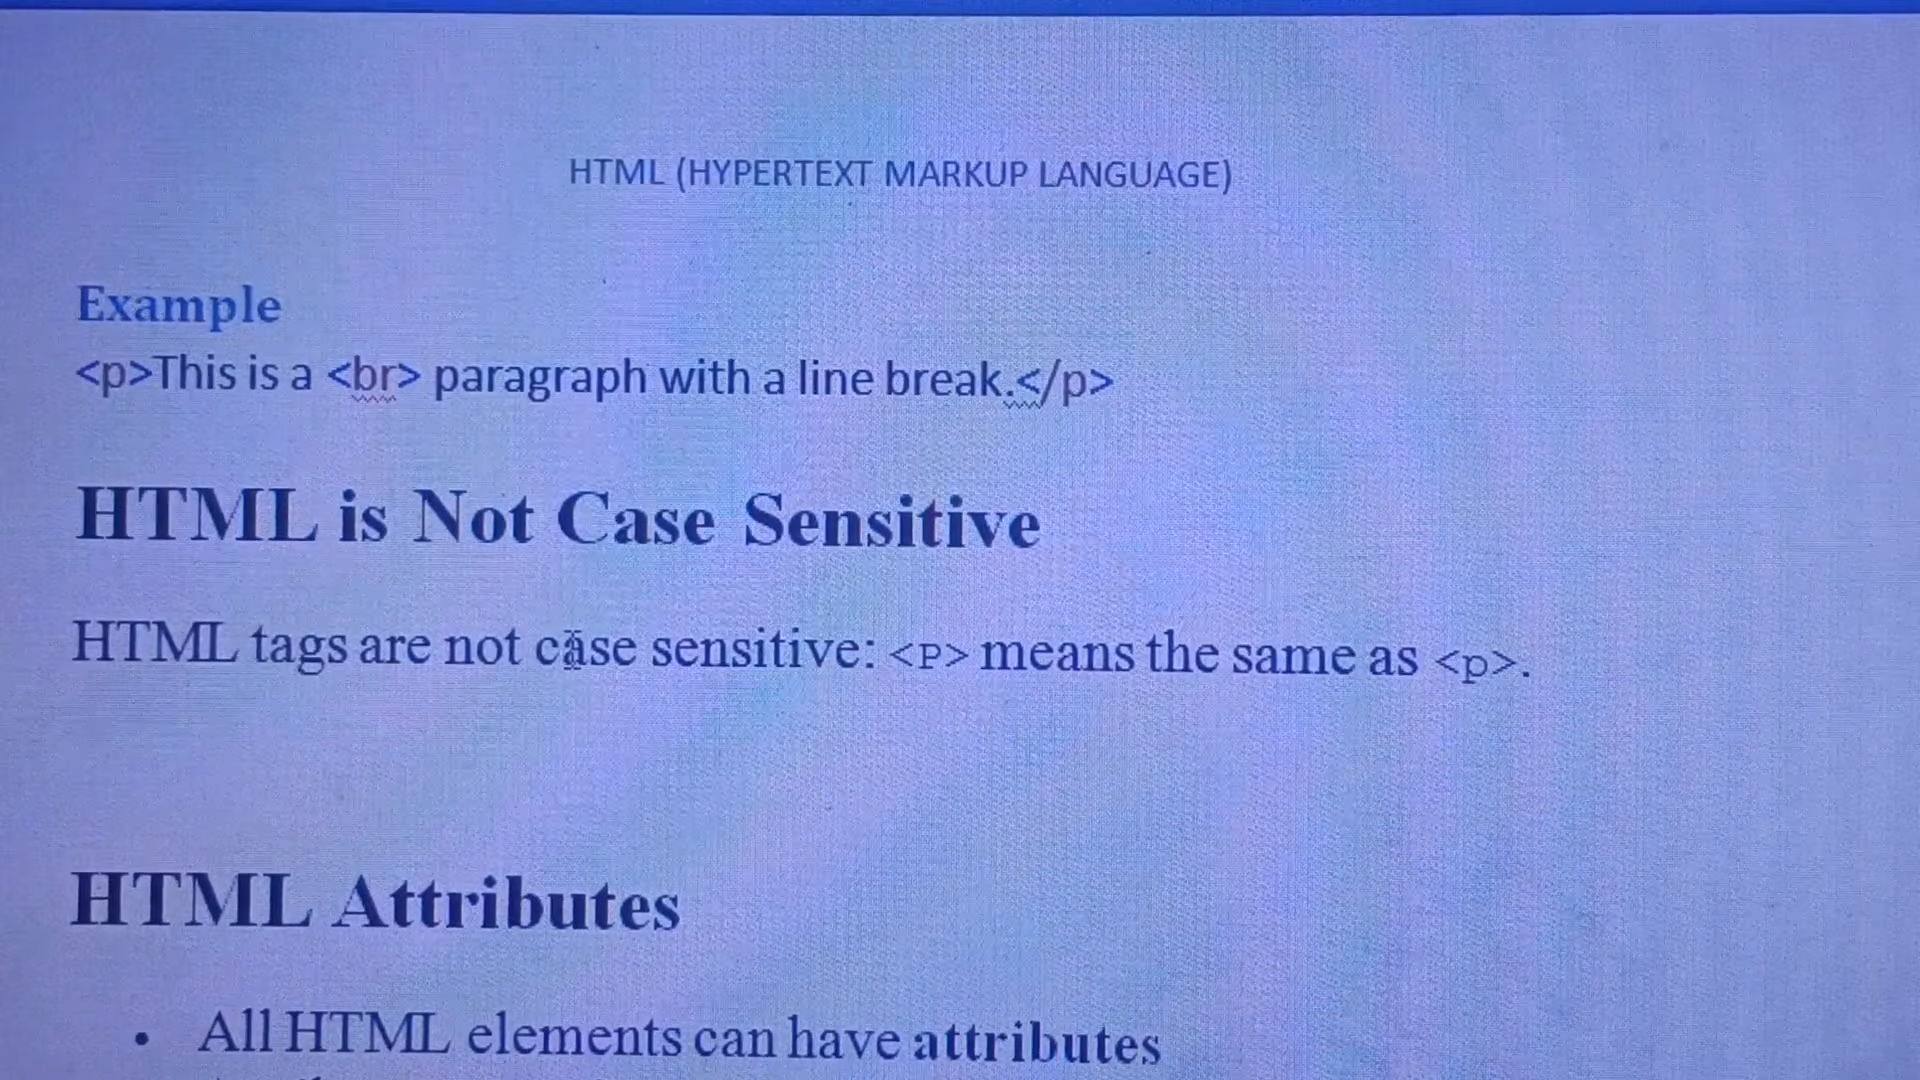 HTML (HYPERTEXT MARKUP LANGUAGE)
Example
<p>This is a <br> paragraph with a line break.</p>
HTML is Not Case Sensitive
HTML tags are not case sensitive: <P> means the same as <p>.
HTML Attributes
• All HTML elements can have attributes